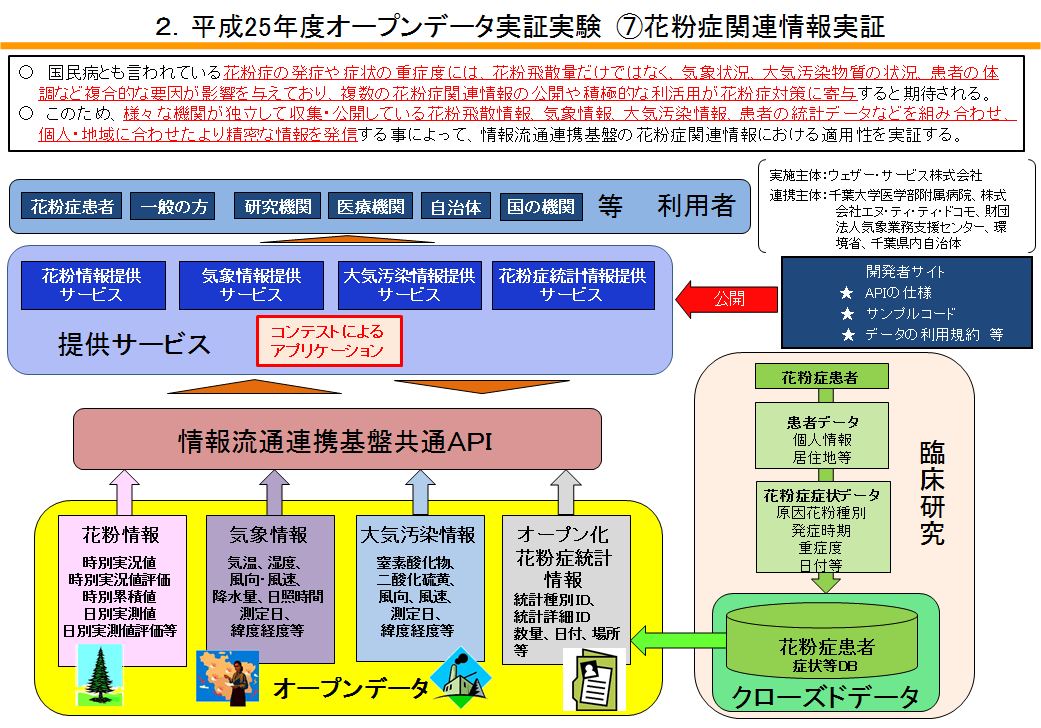 ２．平成25年度オープンデータ実証実験 ⑦花粉症関連情報実証
○ 国民病とも言われている花粉症の発症や症状の重症度には、花粉飛散量だけではなく、気象状況、大気汚染物質の状況、患者の体
調など複合的な要因が影響を与えており、複数の花粉症関連情報の公開や積極的な利活用が花粉症対策に寄与すると期待される。
○ このため、様々な機関が独立して収集・公開している花粉飛散情報、気象情報、大気汚染情報、患者の統計データなどを組み合わせ、
個人・地域に合わせたより精密な情報を発信する事によって、情報流通連携基盤の花粉症関連情報における適用性を実証する。
実施主体：ウェザー・サービス株式会社
連携主体：千葉大学医学部附属病院、株式
会社エヌ・ティ・ティ・ドコモ、財団
法人気象業務支援センター、環
境省、千葉県内自治体
花粉症患者
一般の方
研究機関
医療機関
自治体
国の機関
等
利用者
花粉情報提供
サービス
気象情報提供
サービス
大気汚染情報提供
サービス
花粉症統計情報提供
サービス
提供サービス
コンテストによる
アプリケーション
公開
開発者サイト
★ APIの仕様
★ サンプルコード
★ データの利用規約 等
情報流通連携基盤共通API
花粉情報
時別実況値
時別実況値評価
時別累積値
日別実測値
日別実測値評価等
気象情報
気温、湿度、
風向・風速、
降水量、日照時間
測定日、
緯度経度等
大気汚染情報
窒素酸化物、
二酸化硫黄、
風向、風速、
測定日、
緯度経度等
オープン化
花粉症統計
情報
統計種別ID、
統計詳細ID
数量、日付、場所
等
オープンデータ
花粉症患者
患者データ
個人情報
居住地等
花粉症症状データ
原因花粉種別
発症時期
重症度
日付等
臨床研究
花粉症患者
症状等DB
クローズドデータ